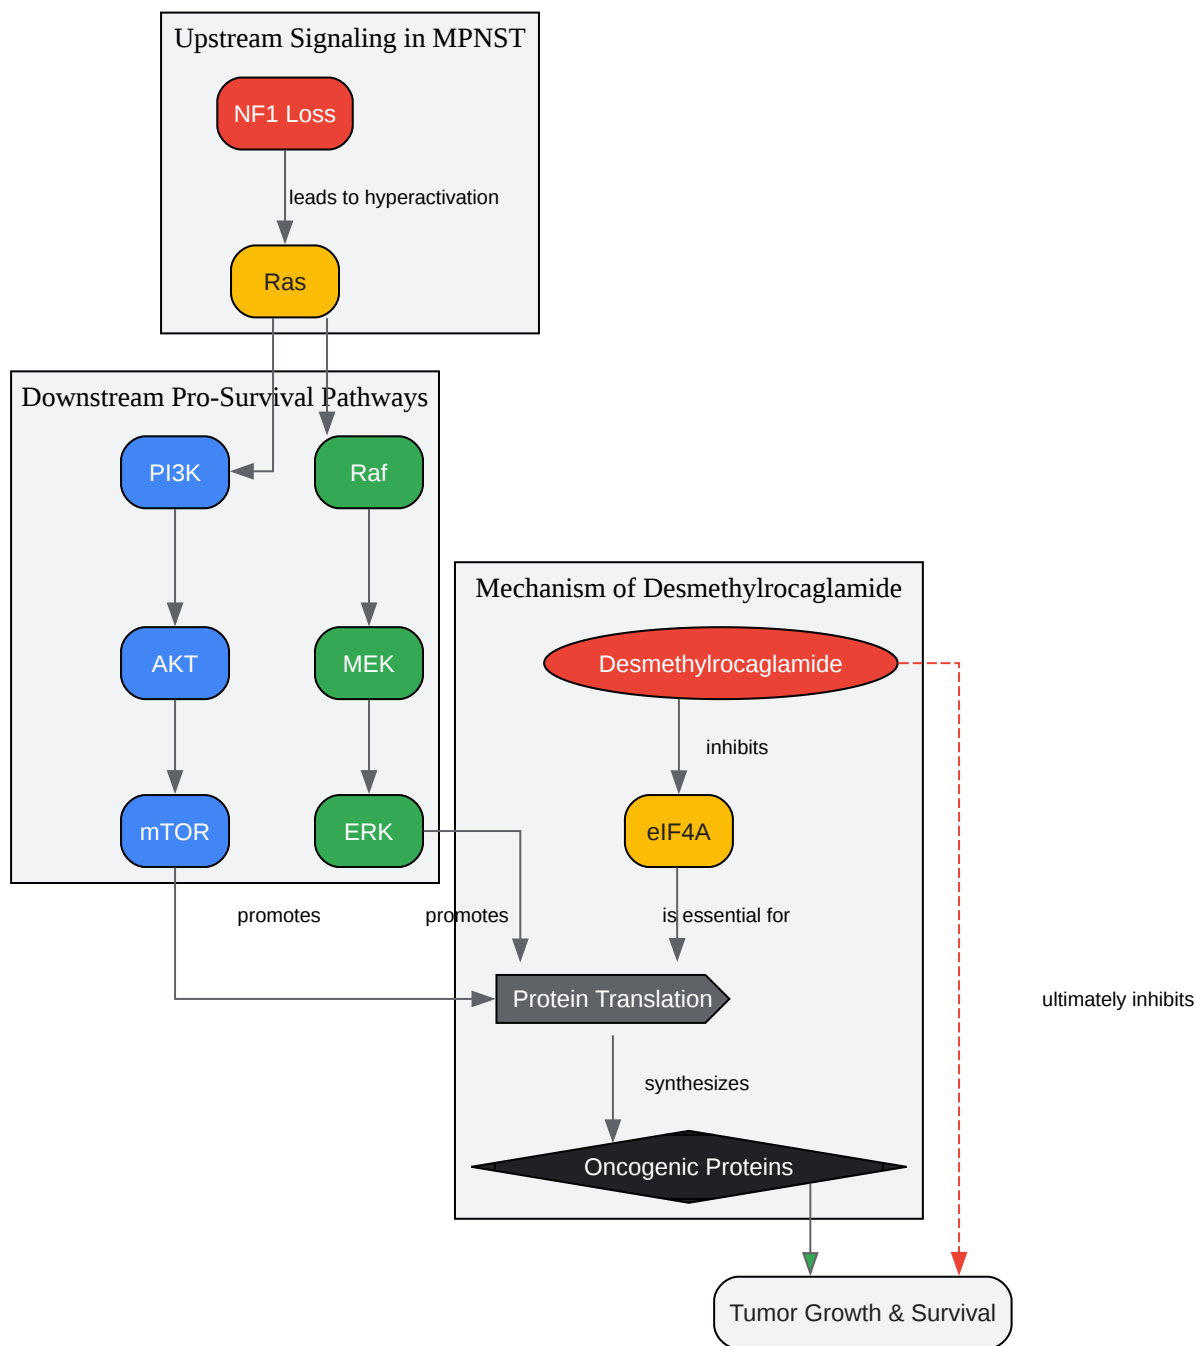 Upstream Signaling in MPNST
NF1 Loss
leads to hyperactivation
Ras
Downstream Pro-Survival Pathways
PI3K
Raf
AKT
MEK
mTOR
ERK
promotes
promotes
Mechanism of Desmethylrocaglamide
Desmethylrocaglamide
inhibits
eIF4A
is essential for
Protein Translation
synthesizes
Oncogenic Proteins
ultimately inhibits
Tumor Growth & Survival